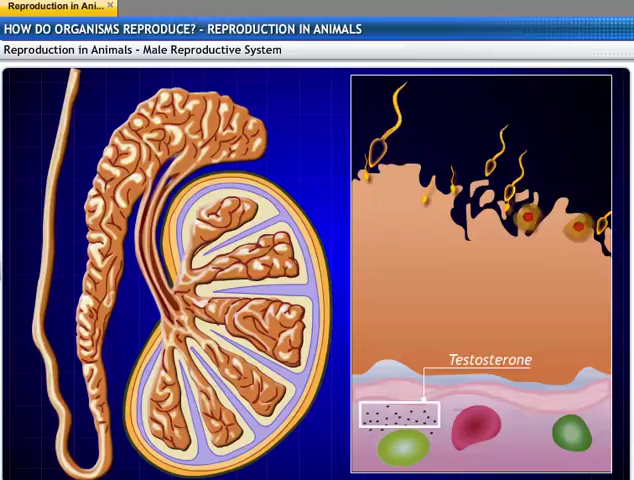 Reproduction in Ani...
HOW DO ORGANISMS REPRODUCE? - REPRODUCTION IN ANIMALS
Reproduction in Animals - Male Reproductive System
Testosterone